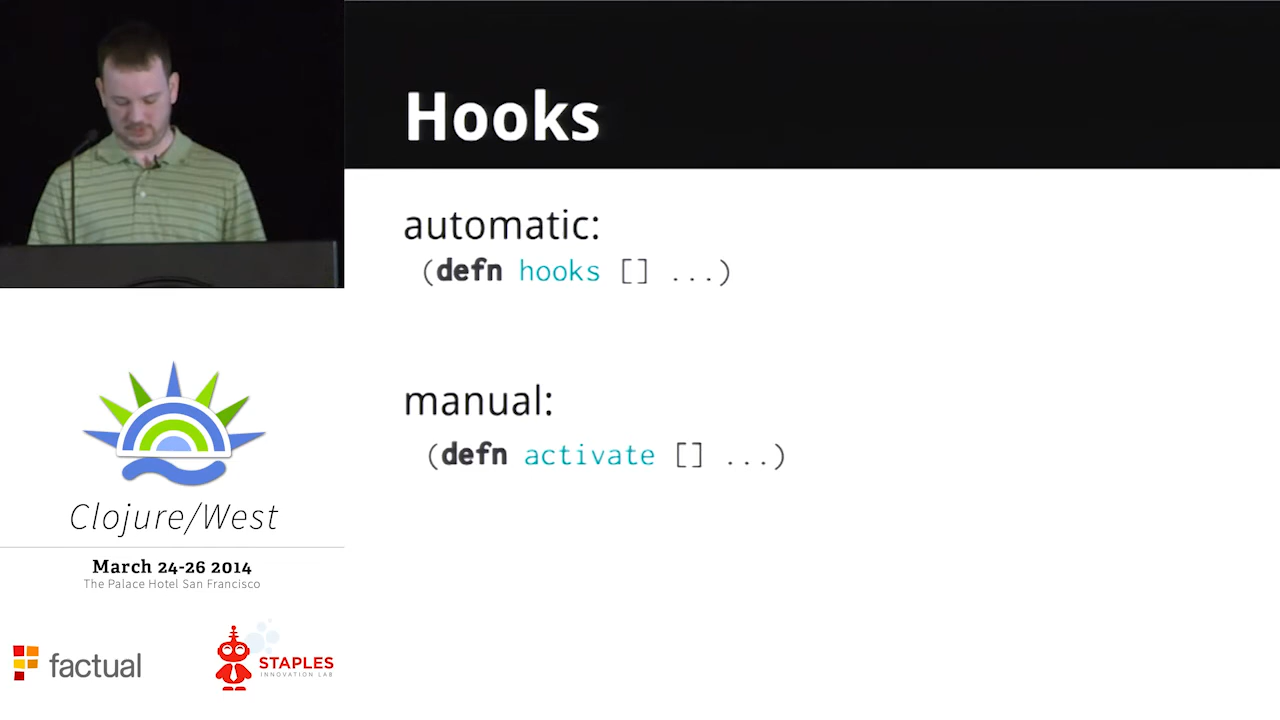 Hooks
automatic:
(defn hooks [] ...)
manual:
(defn activate [] ...)
Clojure/West
March 24-26 2014
The Palace Hotel San Francisco
factual
STAPLES
INNOVATION LAB